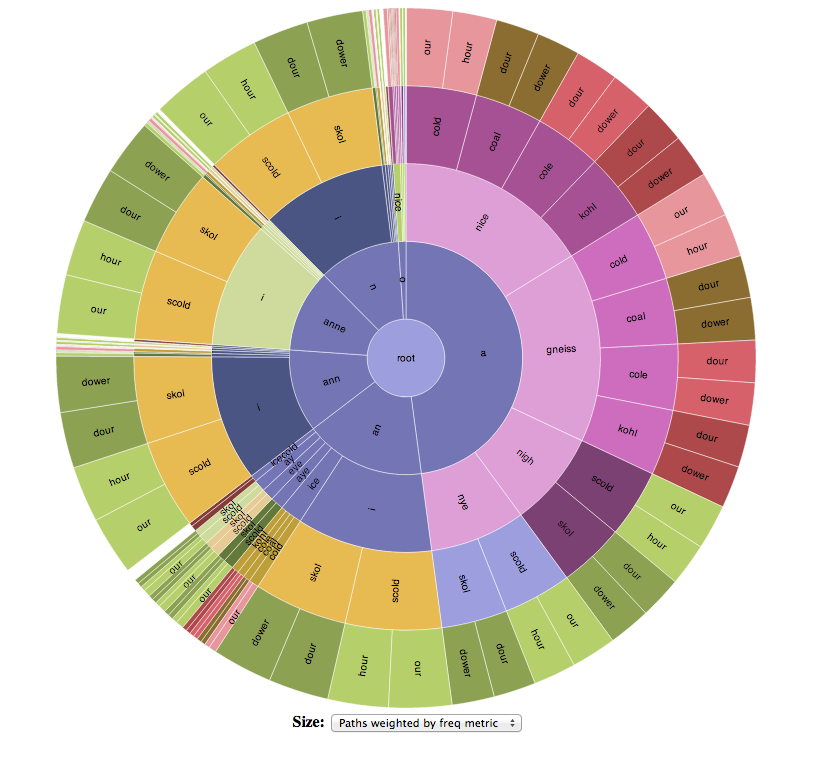 root
a
an
ann
anne
n
o
nice
gneiss
nigh
nye
i
ice
aye
eye
ay
icecold
i
i
i
nice
cold
coal
cole
kohl
cold
coal
cole
kohl
scold
skol
scold
skol
scold
skol
cold
cola
kohl
scold
skol
scold
skol
scold
skol
scold
skol
scold
skol
scold
skol
our
hour
dour
dower
dour
dower
dour
dower
our
hour
dour
dower
dour
dower
dour
dower
our
hour
dour
dower
our
hour
dour
dower
our
hour
dour
dower
our
our
our
our
our
hour
dour
dower
our
hour
dour
dower
our
hour
dour
dower
Size: Paths weighted by freq metric